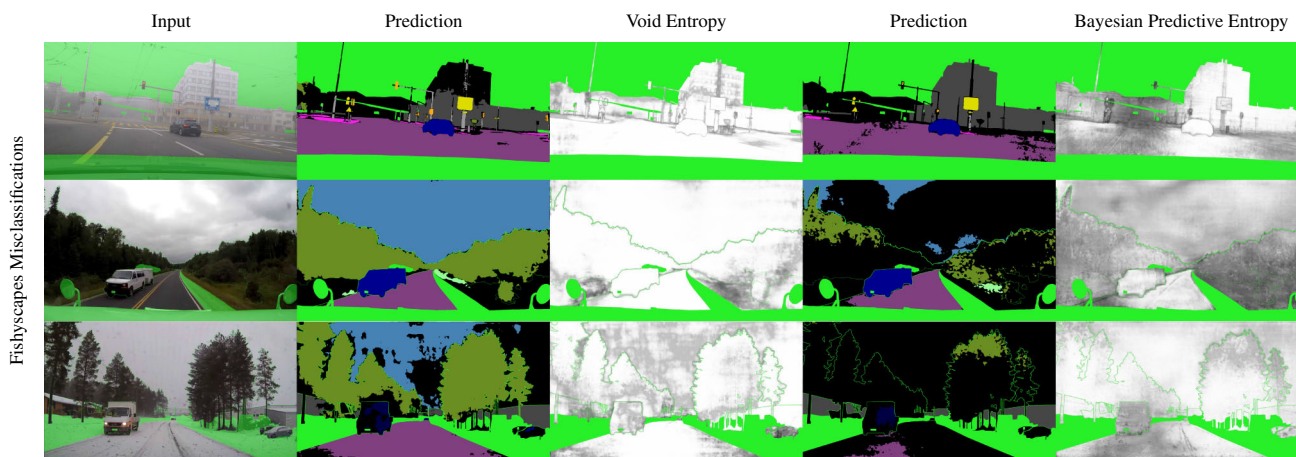 Input
Prediction
Void Entropy
Prediction
Bayesian Predictive Entropy
Fishyscapes Misclassifications